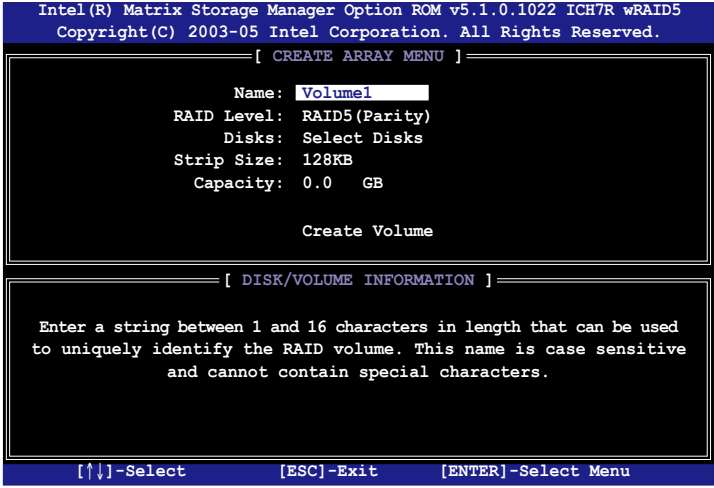 Intel(R) Matrix Storage Manager Option ROM v5.1.0.1022 ICH7R wRAID5
Copyright(C) 2003-05 Intel Corporation. All Rights Reserved.
[ CREATE ARRAY MENU ]
Name: Volume1
RAID Level: RAID5(Parity)
Disks: Select Disks
Strip Size: 128KB
Capacity: 0.0 GB
Create Volume
[ DISK/VOLUME INFORMATION ]
Enter a string between 1 and 16 characters in length that can be used
to uniquely identify the RAID volume. This name is case sensitive
and cannot contain special characters.
[↑↓]-Select [ESC]-Exit [ENTER]-Select Menu